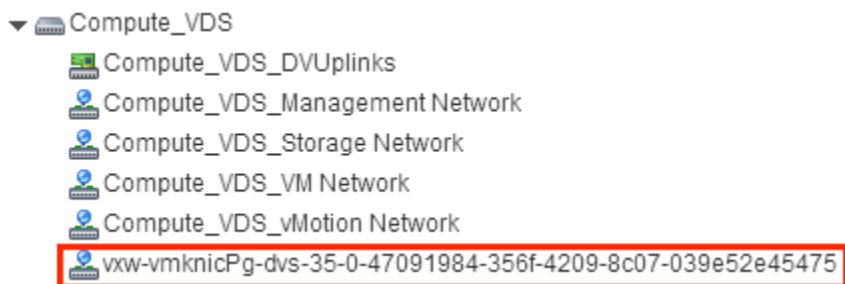 Compute_VDS
Compute_VDS_DVUplinks
Compute_VDS_Management Network
Compute_VDS_Storage Network
Compute_VDS_VM Network
Compute_VDS_vMotion Network
vxw-vmknicPg-dvs-35-0-47091984-356f-4209-8c07-039e52e45475